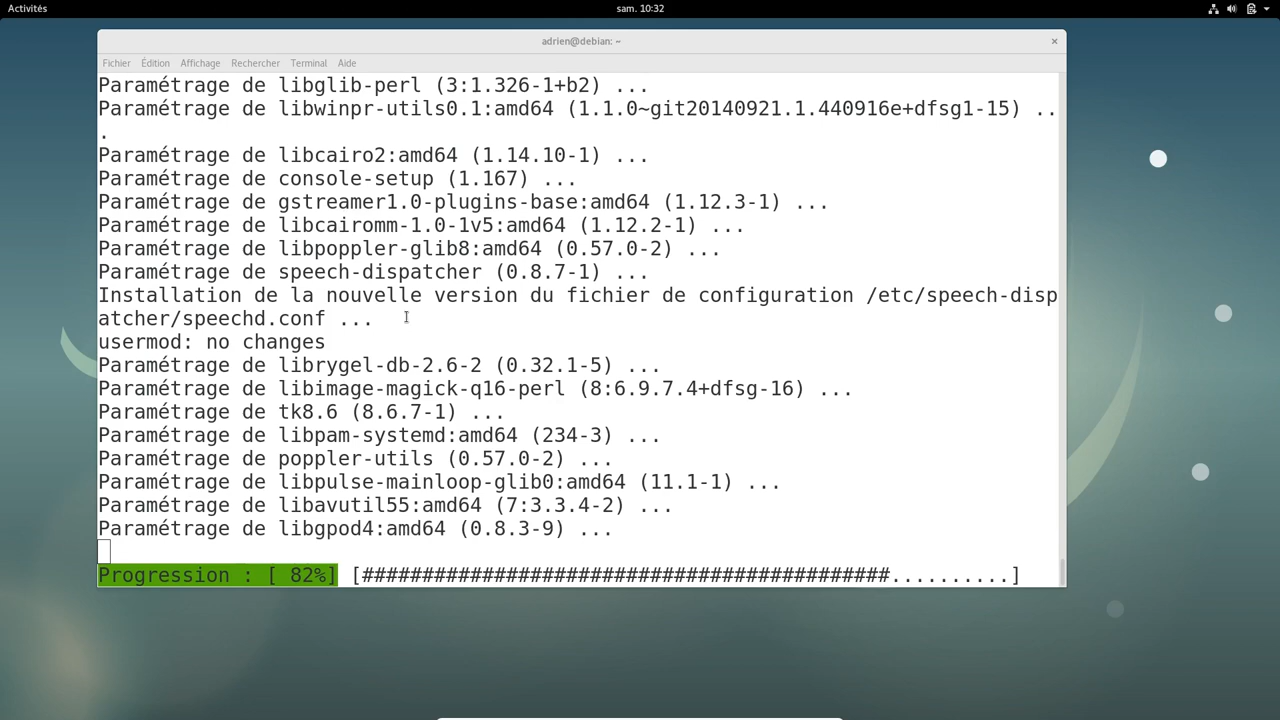 Activités
sam. 10:32
adrien@debian: ~
Fichier Édition Affichage Rechercher Terminal Aide
Paramétrage de libglib-perl (3:1.326-1+b2) ...
Paramétrage de libwinpr-utils0.1:amd64 (1.1.0~git20140921.1.440916e+dfsg1-15) ..
.
Paramétrage de libcairo2:amd64 (1.14.10-1) ...
Paramétrage de console-setup (1.167) ...
Paramétrage de gstreamer1.0-plugins-base:amd64 (1.12.3-1) ...
Paramétrage de libcairomm-1.0-1v5:amd64 (1.12.2-1) ...
Paramétrage de libpoppler-glib8:amd64 (0.57.0-2) ...
Paramétrage de speech-dispatcher (0.8.7-1) ...
Installation de la nouvelle version du fichier de configuration /etc/speech-disp
atcher/speechd.conf ...
usermod: no changes
Paramétrage de librygel-db-2.6-2 (0.32.1-5) ...
Paramétrage de libimage-magick-q16-perl (8:6.9.7.4+dfsg-16) ...
Paramétrage de tk8.6 (8.6.7-1) ...
Paramétrage de libpam-systemd:amd64 (234-3) ...
Paramétrage de poppler-utils (0.57.0-2) ...
Paramétrage de libpulse-mainloop-glib0:amd64 (11.1-1) ...
Paramétrage de libavutil55:amd64 (7:3.3.4-2) ...
Paramétrage de libgpod4:amd64 (0.8.3-9) ...
Progression : [ 82%] [############################################..........]